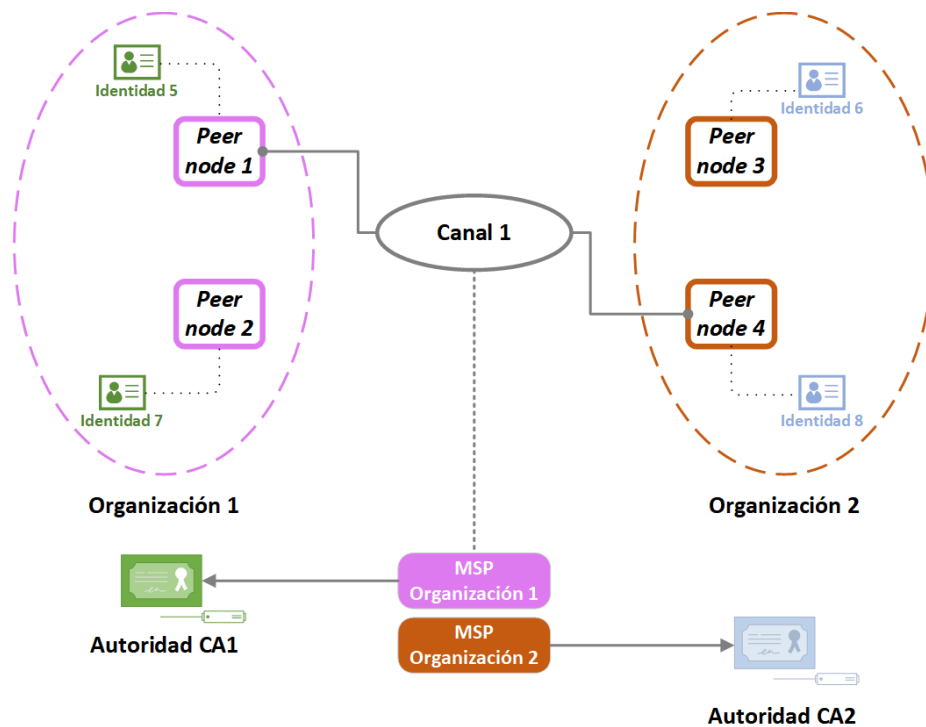 Identidad 5
Peer
node 1
Peer
node 2
Identidad 7
Organización 1
Canal 1
Identidad 6
Peer
node 3
Peer
node 4
Identidad 8
Organización 2
MSP
Organización 1
MSP
Organización 2
Autoridad CA1
Autoridad CA2